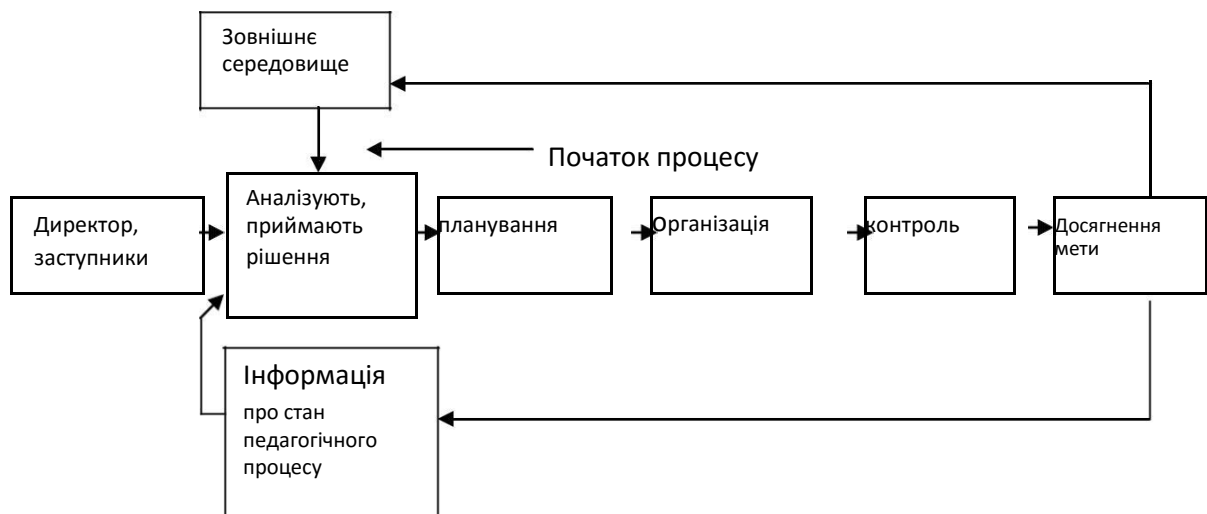 Зовнішнє
середовище
Початок процесу
Директор,
заступники
Аналізують,
приймають
рішення
планування
Організація
контроль
Досягнення
мети
Інформація
про стан
педагогічного
процесу